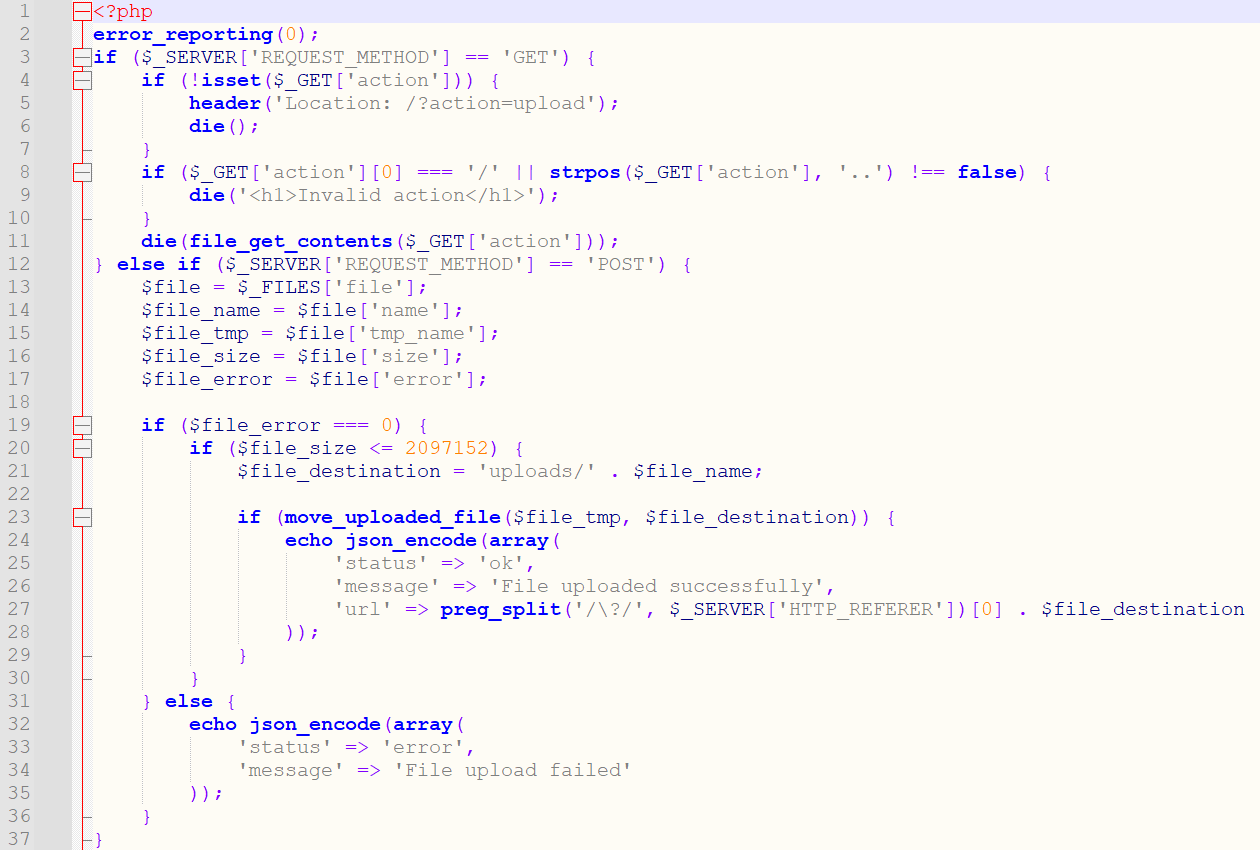 1 <?php
2 error_reporting(0);
3 if ($_SERVER['REQUEST_METHOD'] == 'GET') {
4     if (!isset($_GET['action'])) {
5         header('Location: /?action=upload');
6         die();
7     }
8     if ($_GET['action'][0] === '/' || strpos($_GET['action'], '..') !== false) {
9         die('<h1>Invalid action</h1>');
10     }
11     die(file_get_contents($_GET['action']));
12 } else if ($_SERVER['REQUEST_METHOD'] == 'POST') {
13     $file = $_FILES['file'];
14     $file_name = $file['name'];
15     $file_tmp = $file['tmp_name'];
16     $file_size = $file['size'];
17     $file_error = $file['error'];
18
19     if ($file_error === 0) {
20         if ($file_size <= 2097152) {
21             $file_destination = 'uploads/' . $file_name;
22
23             if (move_uploaded_file($file_tmp, $file_destination)) {
24                 echo json_encode(array(
25                     'status' => 'ok',
26                     'message' => 'File uploaded successfully',
27                     'url' => preg_split('/\?/', $_SERVER['HTTP_REFERER'])[0] . $file_destination
28                 ));
29             }
30         }
31     } else {
32         echo json_encode(array(
33             'status' => 'error',
34             'message' => 'File upload failed'
35         ));
36     }
37 }